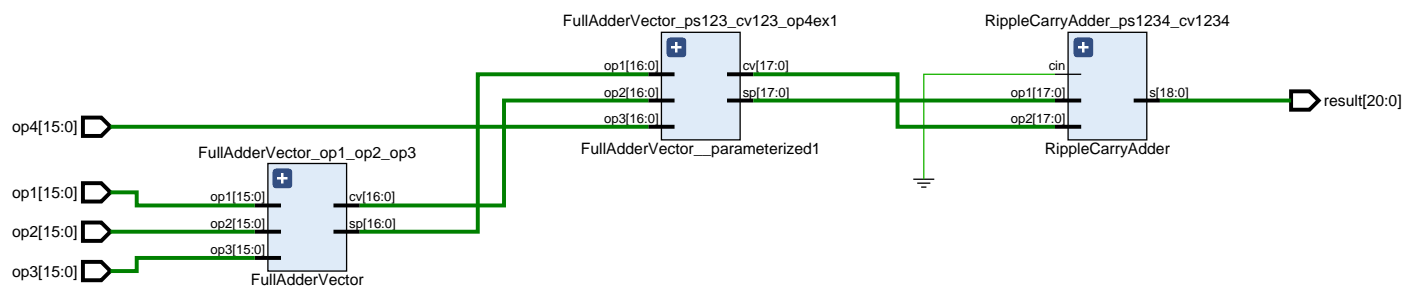 FullAdderVector_ps123_cv123_op4ex1
RippleCarryAdder_ps1234_cv1234
op1[16:0]
cv[17:0]
cin
op2[16:0]
sp[17:0]
op1[17:0]
s[18:0]
result[20:0]
op4[15:0]
op3[16:0]
op2[17:0]
FullAdderVector_op1_op2_op3
FullAdderVector__parameterized1
RippleCarryAdder
op1[15:0]
op1[15:0]
cv[16:0]
op2[15:0]
op2[15:0]
sp[16:0]
op3[15:0]
op3[15:0]
FullAdderVector